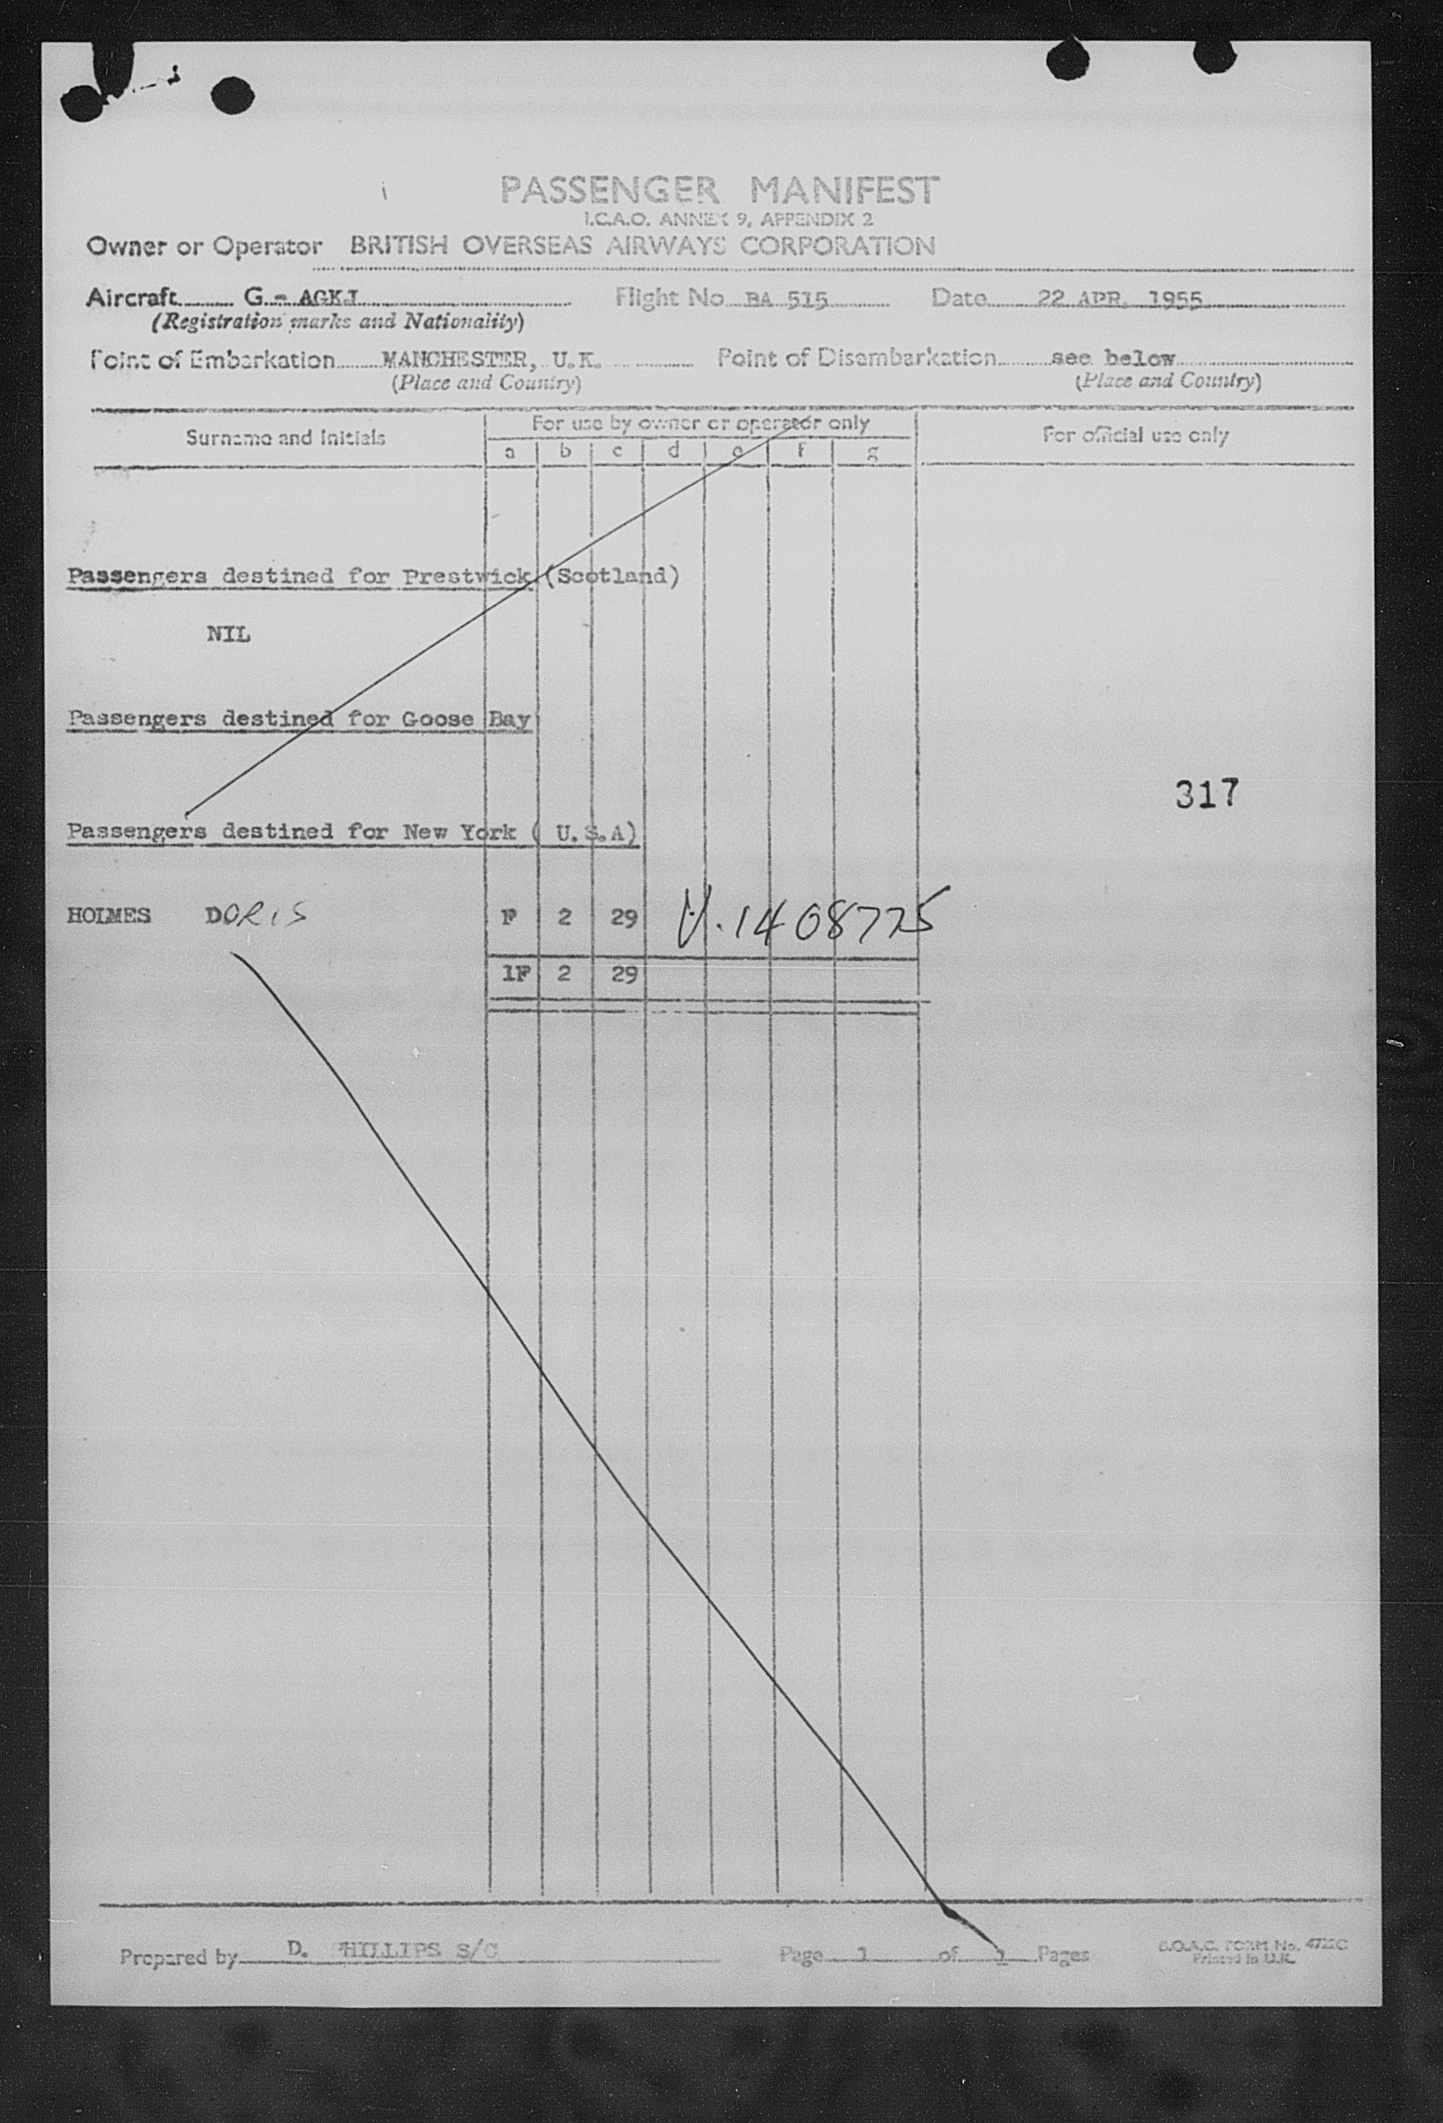 PASSENGER MANIFEST
I.C.A.O. ANNEX 9, APPENDIX 2
Owner or Operator BRITISH OVERSEAS AIRWAYS CORPORATION
Aircraft G - AGKJ Flight No BA 515 Date 22 APR. 1955
(Registration marks and Nationality)
Point of Embarkation MANCHESTER, U.K. Point of Disembarkation see below
(Place and Country) (Place and Country)
Surname and Initials For use by owner or operator only For official use only
a b c d e f g
Passengers destined for Prestwick (Scotland)
NIL
Passengers destined for Goose Bay
317
Passengers destined for New York ( U.S.A)
HOLMES DORIS F 2 29 V.1408775
1F 2 29
Prepared by D. PHILLIPS S/C Page 1 of 1 Pages B.O.A.C. FORM No.
Printed in U.K.